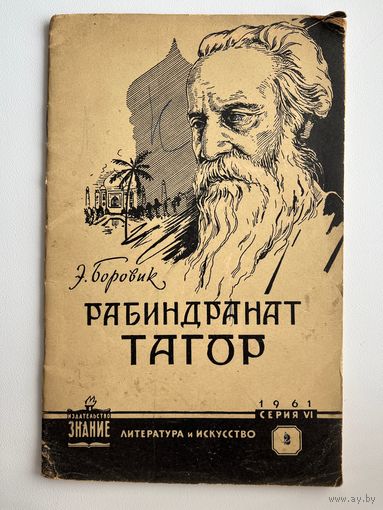 Э. Боровик
РАБИНДРАНАТ
ТАГОР
1961
СЕРИЯ VI
ИЗДАТЕЛЬСТВО
ЗНАНИЕ
ЛИТЕРАТУРА и ИСКУССТВО
2
www.ay.by